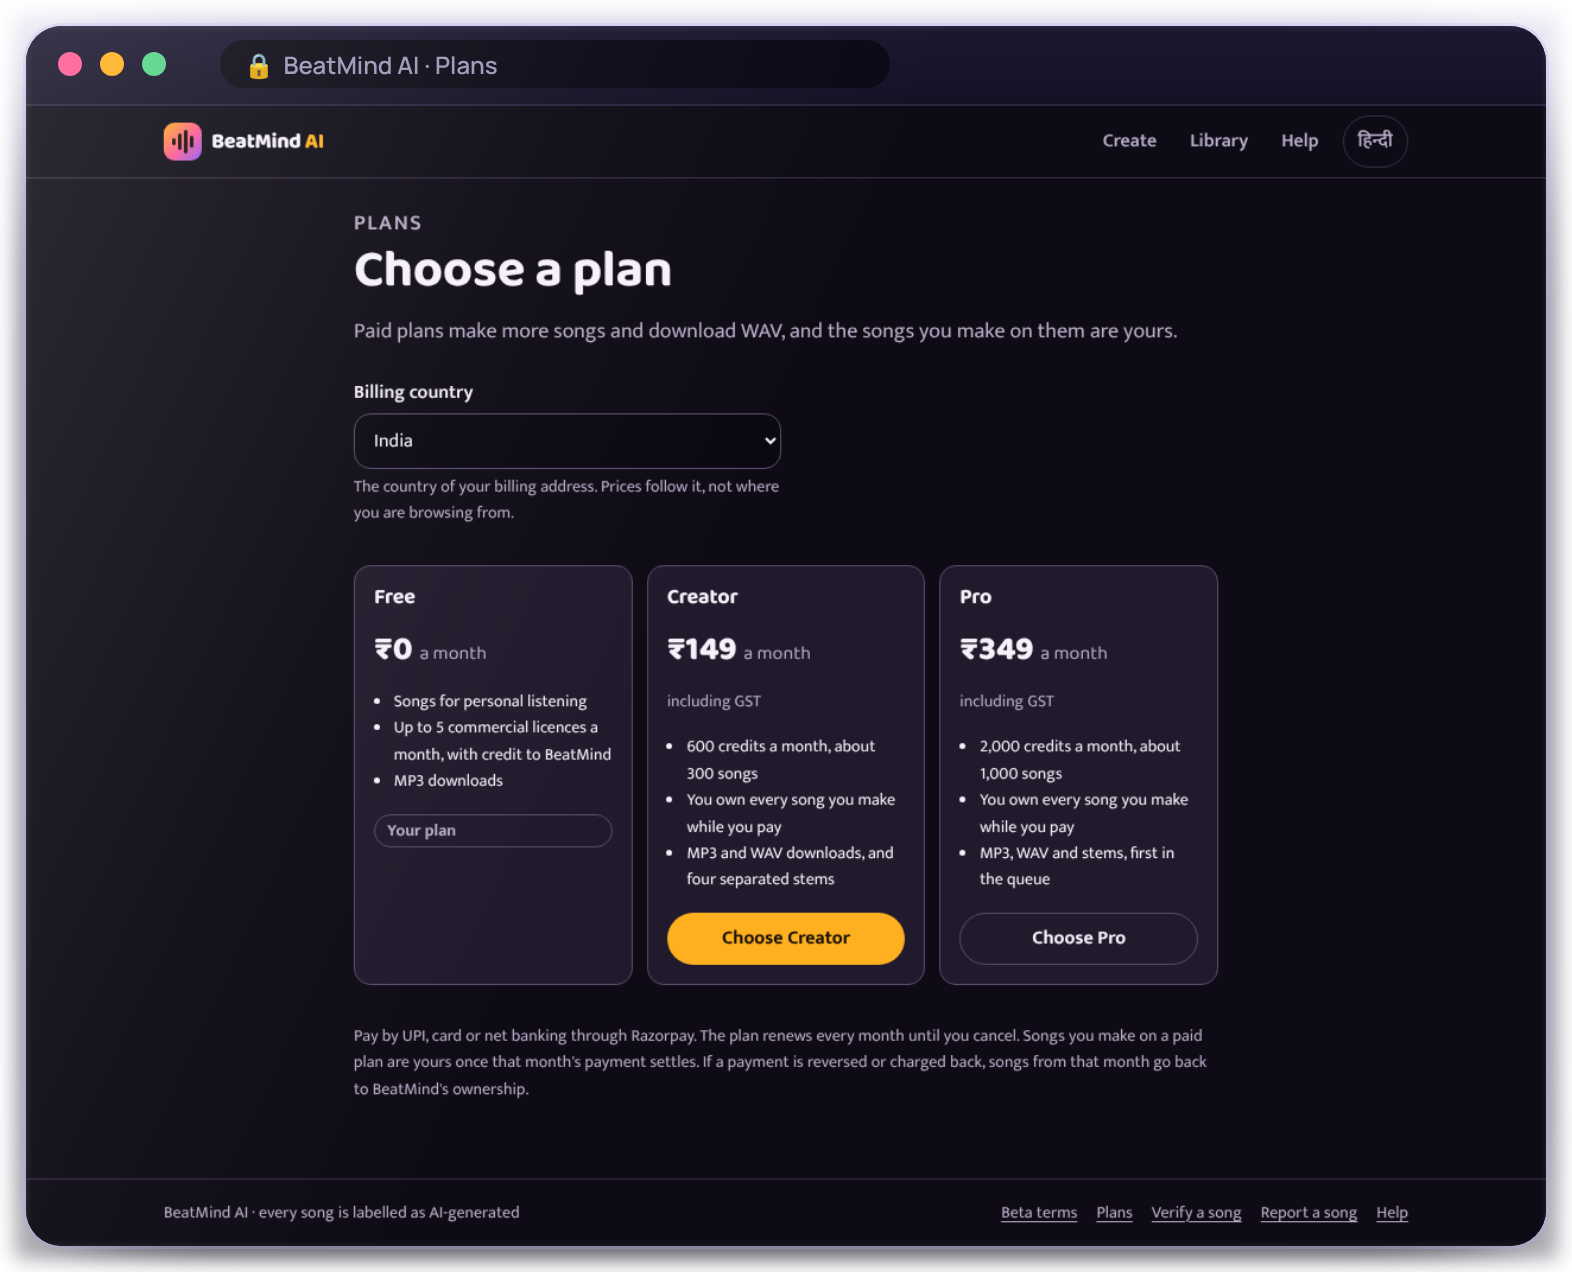 BeatMind AI · Plans
BeatMind AI
Create
Library
Help
हिन्दी
PLANS
Choose a plan
Paid plans make more songs and download WAV, and the songs you make on them are yours.
Billing country
India
The country of your billing address. Prices follow it, not where
you are browsing from.
Free
₹0 a month
Songs for personal listening
Up to 5 commercial licences a
month, with credit to BeatMind
MP3 downloads
Your plan
Creator
₹149 a month
including GST
600 credits a month, about
300 songs
You own every song you make
while you pay
MP3 and WAV downloads, and
four separated stems
Choose Creator
Pro
₹349 a month
including GST
2,000 credits a month, about
1,000 songs
You own every song you make
while you pay
MP3, WAV and stems, first in
the queue
Choose Pro
Pay by UPI, card or net banking through Razorpay. The plan renews every month until you cancel. Songs you make on a paid
plan are yours once that month's payment settles. If a payment is reversed or charged back, songs from that month go back
to BeatMind's ownership.
BeatMind AI · every song is labelled as AI-generated
Beta terms
Plans
Verify a song
Report a song
Help